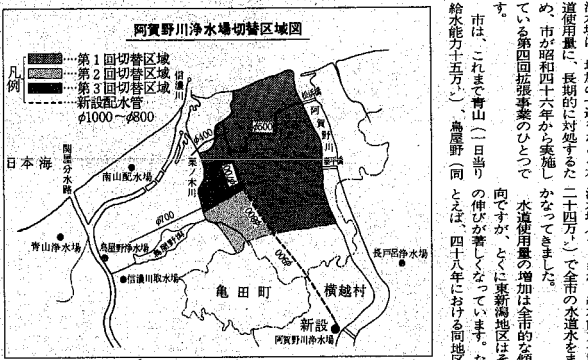 阿賀野川浄水場切替区域図
凡例
第1回切替区域
第2回切替区域
第3回切替区域
新設配水管
φ1000〜φ800
日本海
信濃川
関屋分水路
南山配水場
栗ノ木川
φ400
φ600
阿賀野川
φ700
青山浄水場
鳥屋野浄水場
鳥屋野潟
信濃川取水場
φ900
長戸呂浄水場
亀田町
横越村
新設
阿賀野川浄水場
道使用量に、長期的に対処するた
め、市が昭和四十六年から実施し
ている第四回拡張事業のひとつで
す。
市は、これまで青山（一日当り
給水能力十五万㌧）、鳥屋野（同
二十四万㌧）で全市の水道水をま
かなってきました。
水道使用量の増加は全市的な傾
向ですが、とくに東新潟地区はそ
の伸びが著しくなっています。た
とえば、四十八年における同地区